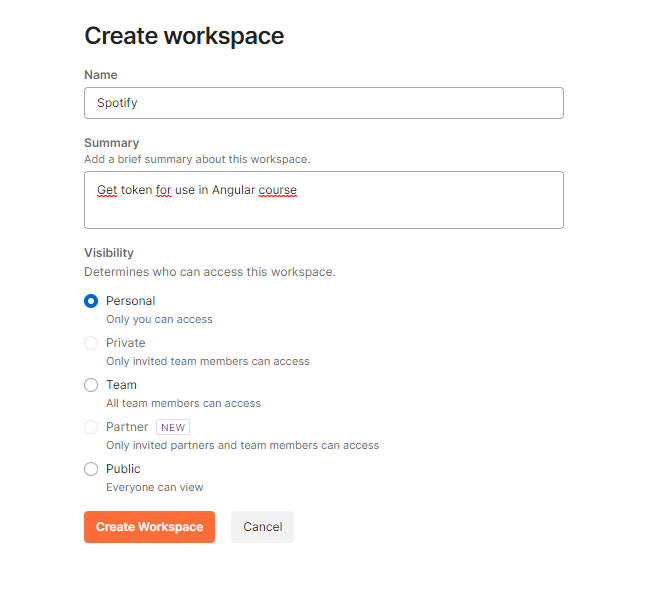 Create workspace
Name
Spotify
Summary
Add a brief summary about this workspace.
Get token for use in Angular course
Visibility
Determines who can access this workspace.
Personal
Only you can access
Private
Only invited team members can access
Team
All team members can access
Partner NEW
Only invited partners and team members can access
Public
Everyone can view
Create Workspace Cancel